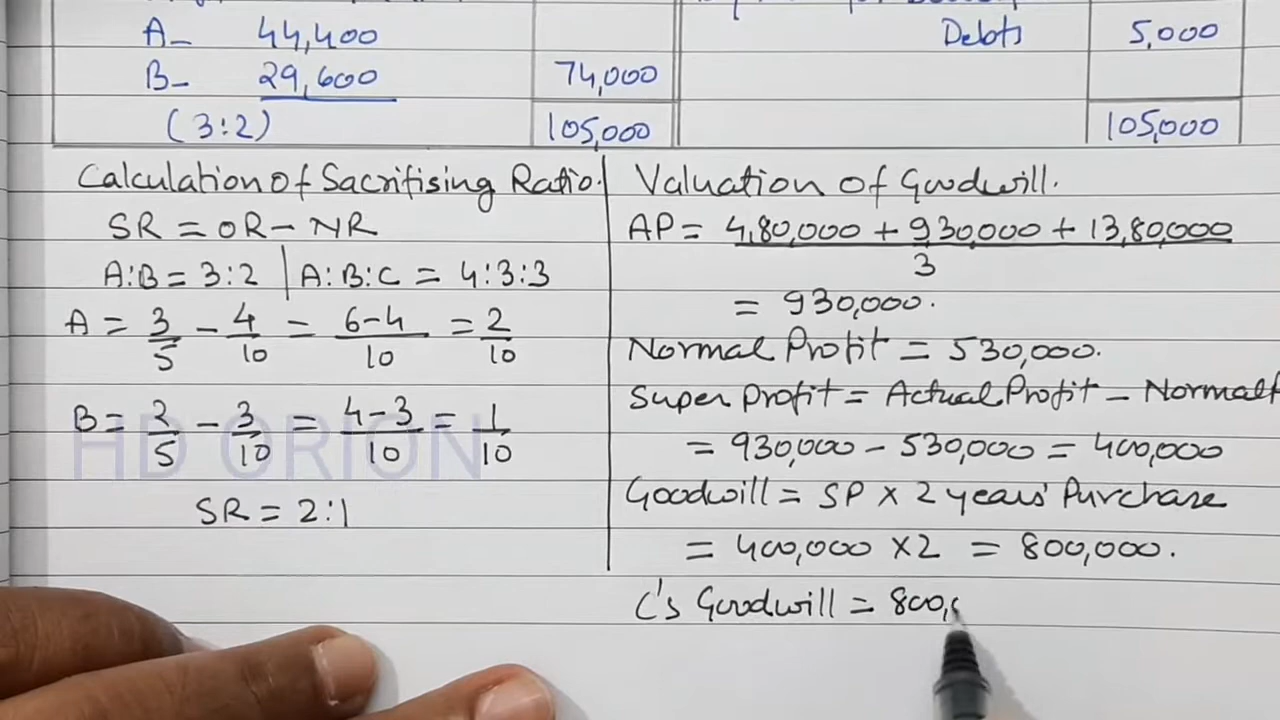 A- 44,400
Debts 5,000
B- 29,600 74,000
(3:2) 105,000 105,000
Calculation of Sacrifising Ratio.
SR = OR - NR
A:B = 3:2 | A:B:C = 4:3:3
A = 3/5 - 4/10 = 6-4/10 = 2/10
B = 2/5 - 3/10 = 4-3/10 = 1/10
SR = 2:1
Valuation of Goodwill.
AP = 4,80,000 + 930,000 + 13,80,000
3
= 930,000.
Normal Profit = 530,000.
Super Profit = Actual Profit - Normal P
= 930,000 - 530,000 = 400,000
Goodwill = SP X 2 years' Purchase
= 400,000 X 2 = 800,000.
C's Goodwill = 800,
HD ORION